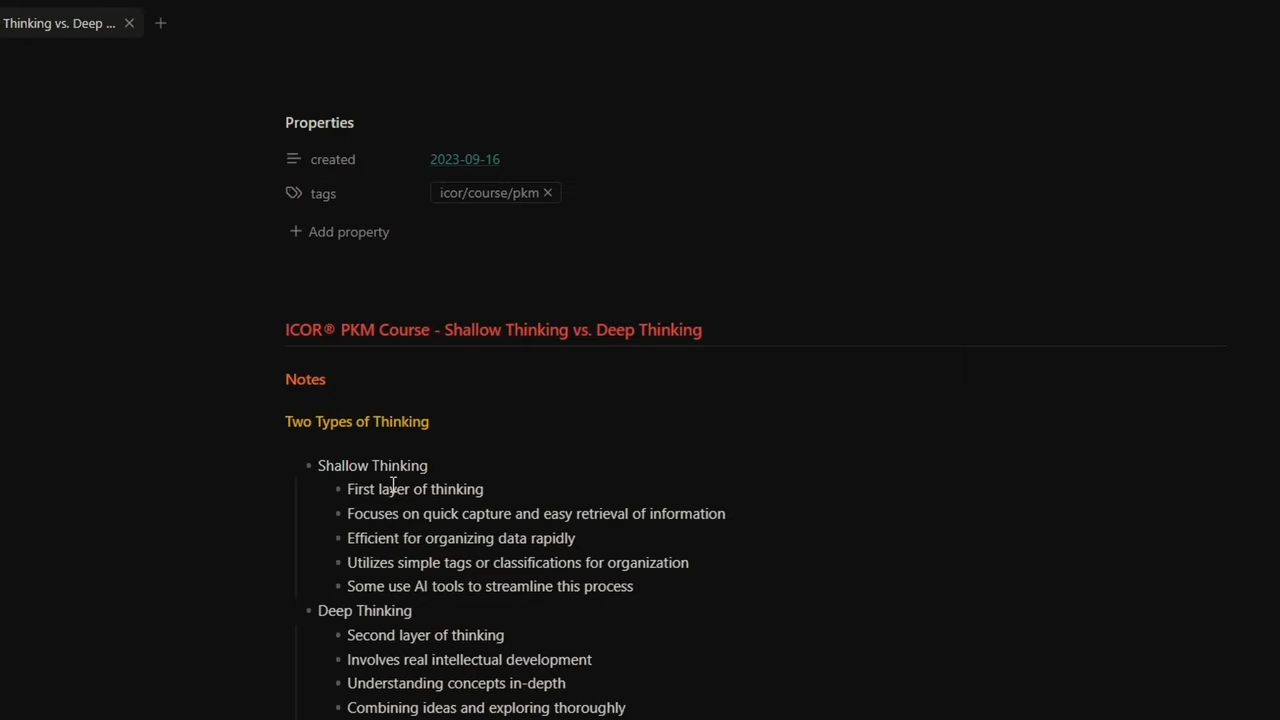 Thinking vs. Deep ...
Properties
created 2023-09-16
tags icor/course/pkm
Add property
ICOR® PKM Course - Shallow Thinking vs. Deep Thinking
Notes
Two Types of Thinking
Shallow Thinking
First layer of thinking
Focuses on quick capture and easy retrieval of information
Efficient for organizing data rapidly
Utilizes simple tags or classifications for organization
Some use AI tools to streamline this process
Deep Thinking
Second layer of thinking
Involves real intellectual development
Understanding concepts in-depth
Combining ideas and exploring thoroughly